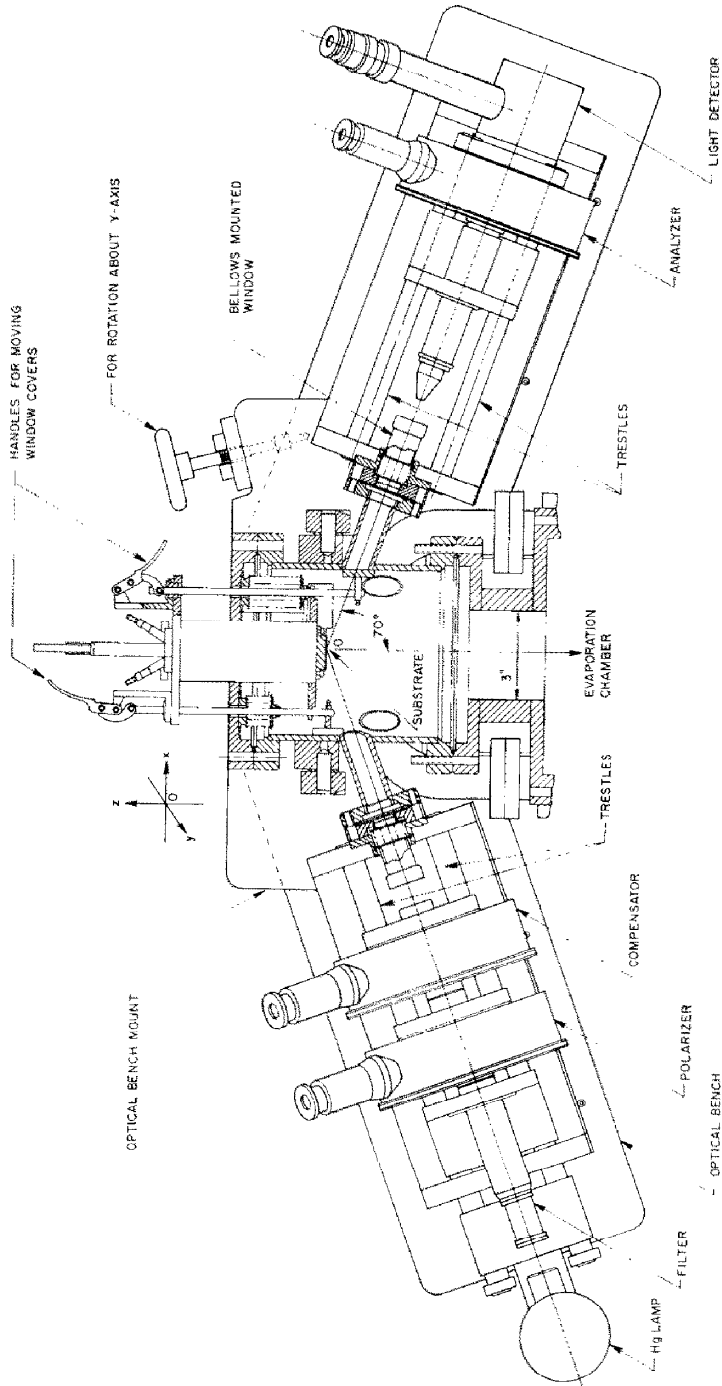 HANDLES FOR MOVING
WINDOW COVERS
FOR ROTATION ABOUT Y-AXIS
BELLOWS MOUNTED
WINDOW
OPTICAL BENCH MOUNT
z
x
y
O
O
70°
SUBSTRATE
3"
EVAPORATION
CHAMBER
TRESTLES
TRESTLES
LIGHT DETECTOR
ANALYZER
COMPENSATOR
POLARIZER
OPTICAL BENCH
FILTER
Hg LAMP